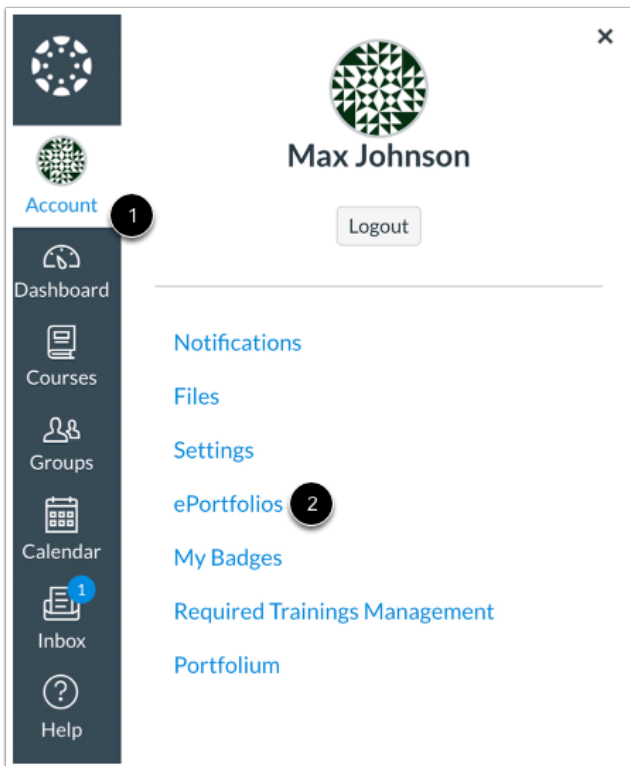 ×
Max Johnson
Logout
Account
1
Dashboard
Courses
Groups
Calendar
1
Inbox
Help
Notifications
Files
Settings
ePortfolios 2
My Badges
Required Trainings Management
Portfolium